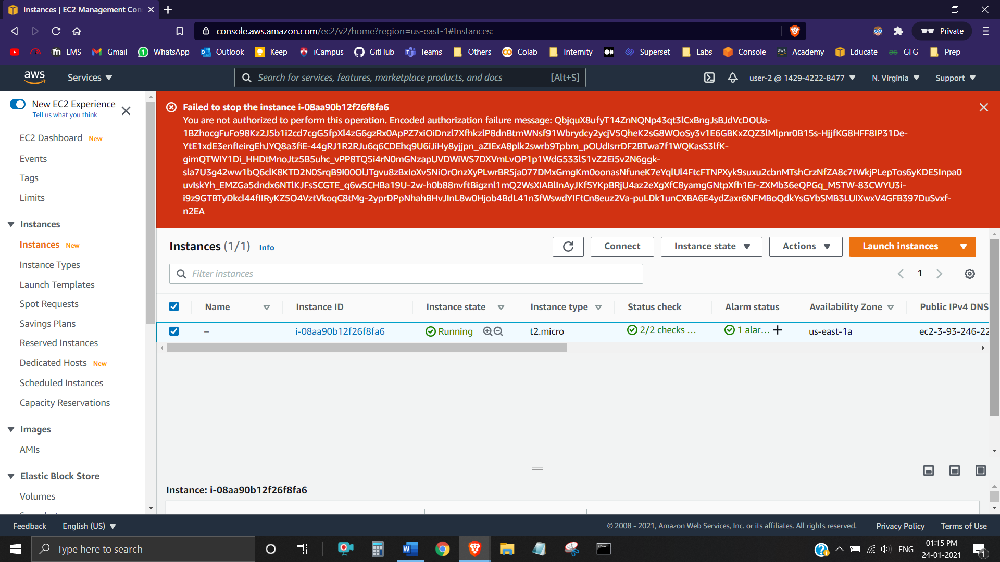 Instances | EC2 Management Con
console.aws.amazon.com/ec2/v2/home?region=us-east-1#Instances:
Private
LMS
Gmail
WhatsApp
Outlook
Keep
iCampus
GitHub
Teams
Others
Colab
Internity
Superset
Labs
Console
Academy
Educate
GFG
Prep
aws
Services
Search for services, features, marketplace products, and docs
[Alt+S]
user-2 @ 1429-4222-8477
N. Virginia
Support
New EC2 Experience
Tell us what you think
EC2 Dashboard New
Events
Tags
Limits
Instances
Instances New
Instance Types
Launch Templates
Spot Requests
Savings Plans
Reserved Instances
Dedicated Hosts New
Scheduled Instances
Capacity Reservations
Images
AMIs
Elastic Block Store
Volumes
Failed to stop the instance i-08aa90b12f26f8fa6
You are not authorized to perform this operation. Encoded authorization failure message: QbjquX8ufyT14ZnNQNp43qt3lCxBngJsBJdVcDOUa-
1BZhocgFuFo98Kz2J5b1i2cd7cgG5fpXl4zG6gzRx0ApPZ7xiOiDnzl7XfhkzlP8dnBtmWNsf91Wbrydcy2ycjV5QheK2sG8WOoSy3v1E6GBKxZQZ3lMlpnr0B15s-HjjfKG8HFF8IP31De-
YtE1xdE3enfIeirgEhJYQ8a3fiE-44gRJ1R2RJu6q6CDEhq9U6iJiHy8yjjpn_aZIExA8plk2swrb9Tpbm_pOUdIsrrDF2BTwa7f1WQKasS3lfK-
gimQTWIY1Di_HHDtMnoJtz5B5uhc_vPP8TQ5i4rN0mGNzapUVDWiWS7DXVmLvOP1p1WdG533lS1vZ2Ei5v2N6ggk-
sla7U3g42ww1bQ6clK8KTD2N0SrqB9I00OlJTgvu8zBxIoXv5NiOrOnzXyPLwrBR5ja077DMxGmgKm0oonasNfuneK7eYqlUl4FtcFTNPXyk9suxu2cbnMTshCrzNfZA8c7tWkjPLepTos6yKDE5Inpa0
uvIskYh_EMZGa5dndx6NTlKJFsSCGTE_q6w5CHBa19U-2w-h0b88nvftBigznl1mQ2WsXIABlInAyJKf5YKpBRjU4az2eXgXfC8yamgGNtpXfh1Er-ZXMb36eQPGq_M5TW-83CWYU3i-
i9z9GTBTyDkcl44fIIRyKZ5O4VztVkoqC8tMg-2yprDPpNhahBHvJInL8w0Hjob4BdL41n3fWswdYIFtCn8euz2Va-puLDk1unCXBA6E4ydZaxr6NFMBoQdkYsGYbSMB3LUIXwxV4GFB397DuSvxf-
n2EA
Instances (1/1) Info
Connect
Instance state
Actions
Launch instances
Filter instances
1
Name
Instance ID
Instance state
Instance type
Status check
Alarm status
Availability Zone
Public IPv4 DNS
–
i-08aa90b12f26f8fa6
Running
t2.micro
2/2 checks ...
1 alar...
us-east-1a
ec2-3-93-246-22
Instance: i-08aa90b12f26f8fa6
Feedback
English (US)
© 2008 - 2021, Amazon Web Services, Inc. or its affiliates. All rights reserved.
Privacy Policy
Terms of Use
Type here to search
ENG
01:15 PM
24-01-2021
1